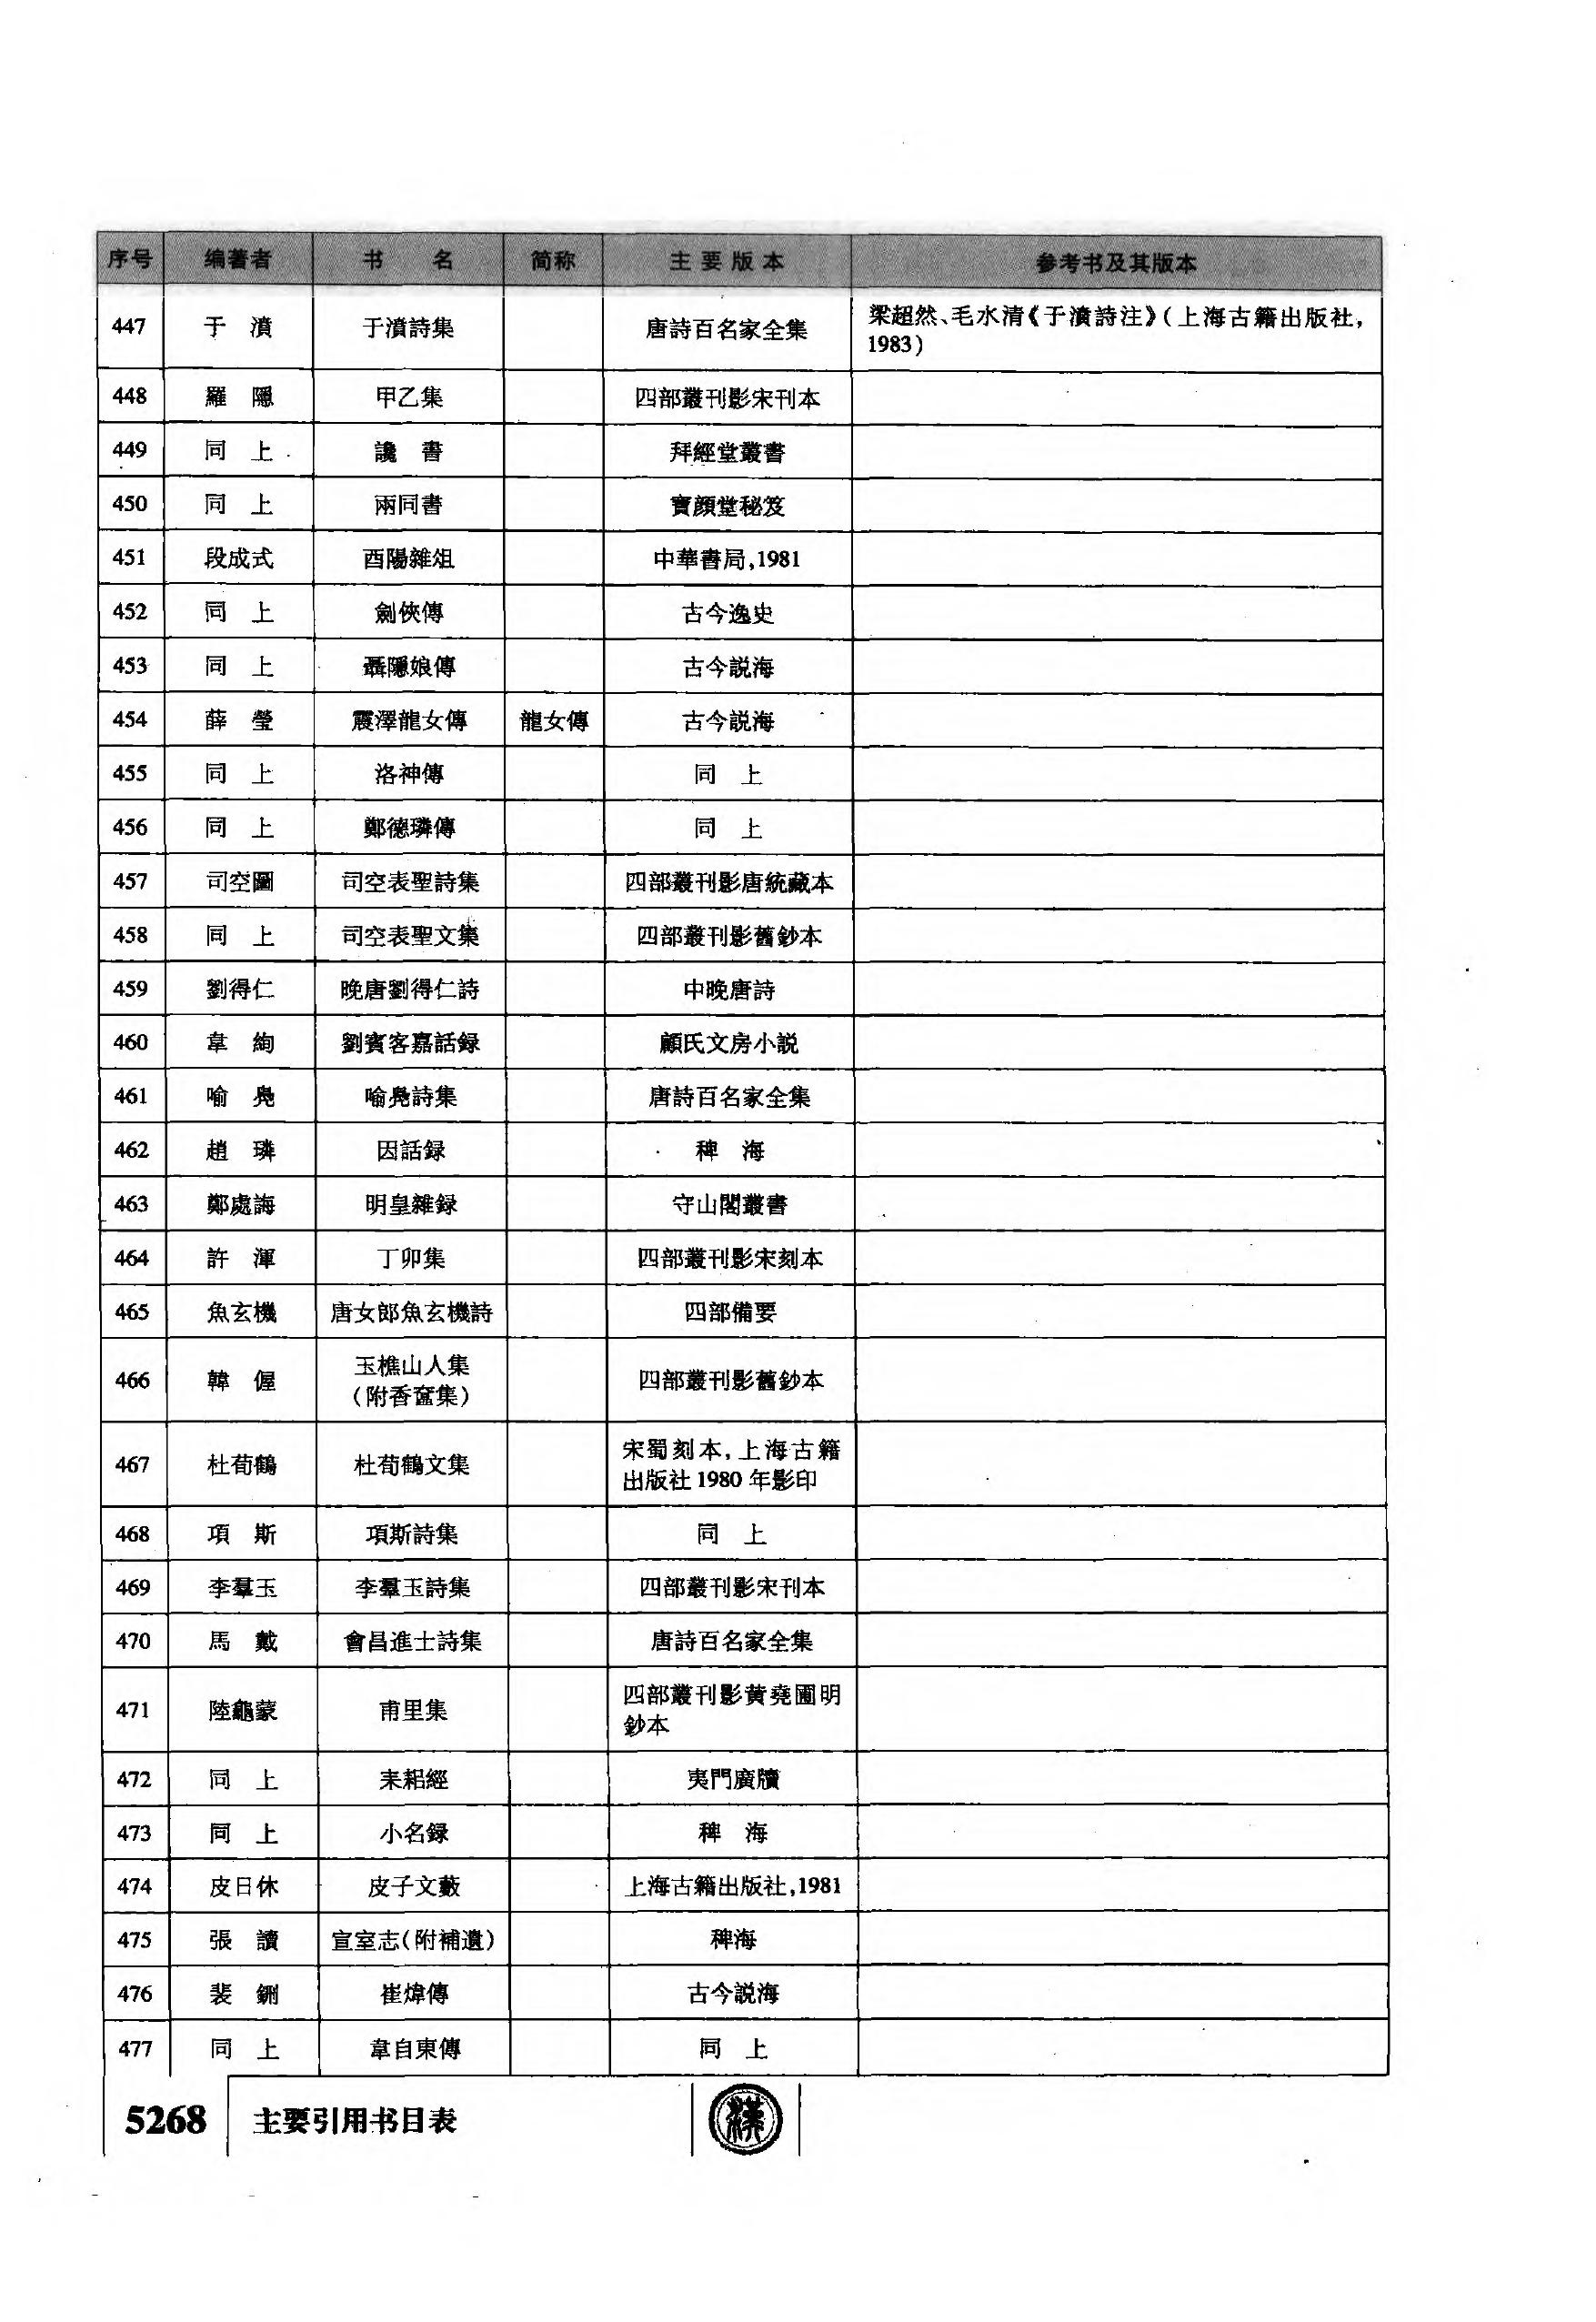 序号 编著者 书 名 简称 主要版本 参考书及其版本
447 于 濆 于濆詩集 唐詩百名家全集 梁超然、毛水清《于濆詩注》(上海古籍出版社,
1983)
448 羅 隱 甲乙集 四部叢刊影宋刊本
449 同 上 讒 書 拜經堂叢書
450 同 上 兩同書 寶顔堂秘笈
451 段成式 酉陽雜俎 中華書局,1981
452 同 上 劍俠傳 古今逸史
453 同 上 聶隱娘傳 古今説海
454 薛 瑩 震澤龍女傳 龍女傳 古今説海
455 同 上 洛神傳 同 上
456 同 上 鄭德璘傳 同 上
457 司空圖 司空表聖詩集 四部叢刊影唐統藏本
458 同 上 司空表聖文集 四部叢刊影舊鈔本
459 劉得仁 晚唐劉得仁詩 中晚唐詩
460 韋 絢 劉賓客嘉話録 顧氏文房小説
461 喻 鳧 喻鳧詩集 唐詩百名家全集
462 趙 璘 因話録 稗 海
463 鄭處誨 明皇雜録 守山閣叢書
464 許 渾 丁卯集 四部叢刊影宋刻本
465 魚玄機 唐女郎魚玄機詩 四部備要
466 韓 偓 玉樵山人集
(附香奩集) 四部叢刊影舊鈔本
467 杜荀鶴 杜荀鶴文集 宋蜀刻本,上海古籍
出版社1980年影印
468 項 斯 項斯詩集 同 上
469 李羣玉 李羣玉詩集 四部叢刊影宋刊本
470 馬 戴 會昌進士詩集 唐詩百名家全集
471 陸龜蒙 甫里集 四部叢刊影黄堯圃明
鈔本
472 同 上 耒耜經 夷門廣牘
473 同 上 小名録 稗 海
474 皮日休 皮子文藪 上海古籍出版社,1981
475 張 讀 宣室志(附補遺) 稗海
476 裴 鉶 崔煒傳 古今説海
477 同 上 韋自東傳 同 上
5268 主要引用书目表 漢